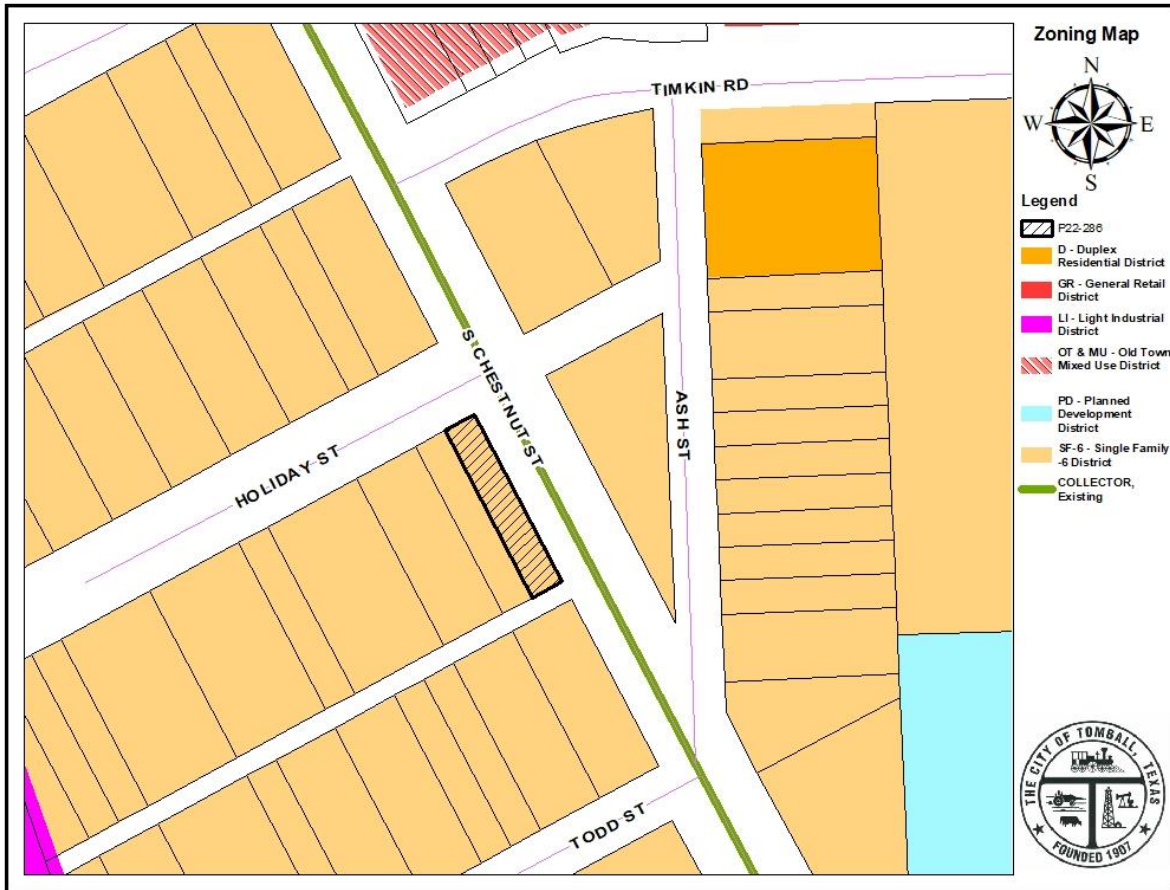 Zoning Map
N
W
E
S
Legend
P22-286
D - Duplex
Residential District
GR - General Retail
District
LI - Light Industrial
District
OT & MU - Old Town
Mixed Use District
PD - Planned
Development
District
SF-6 - Single Family
-6 District
COLLECTOR,
Existing
TIMKIN RD
S CHESTNUT ST
ASH ST
HOLIDAY ST
TODD ST
THE CITY OF TOMBALL, TEXAS
FOUNDED 1907